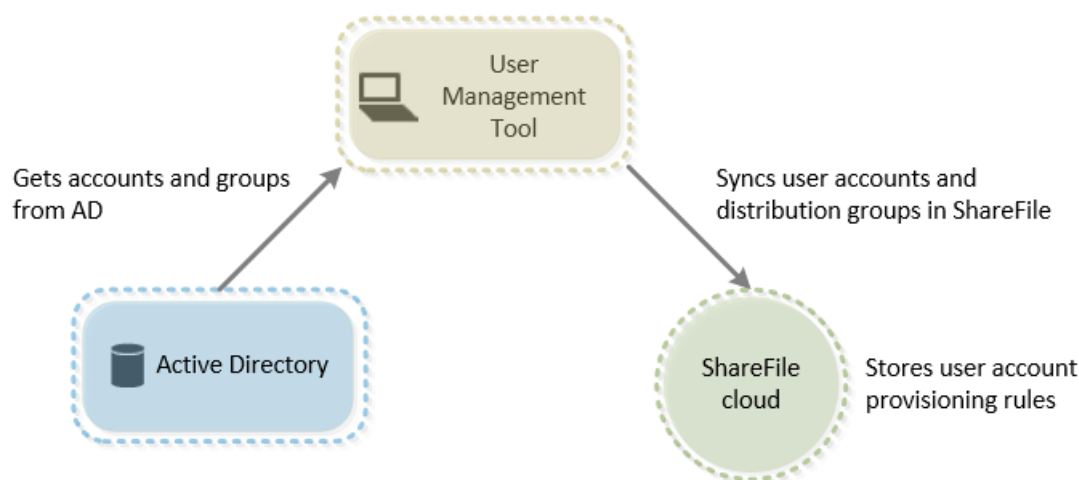 User
Management
Tool
Gets accounts and groups
from AD
Syncs user accounts and
distribution groups in ShareFile
Active Directory
ShareFile
cloud
Stores user account
provisioning rules